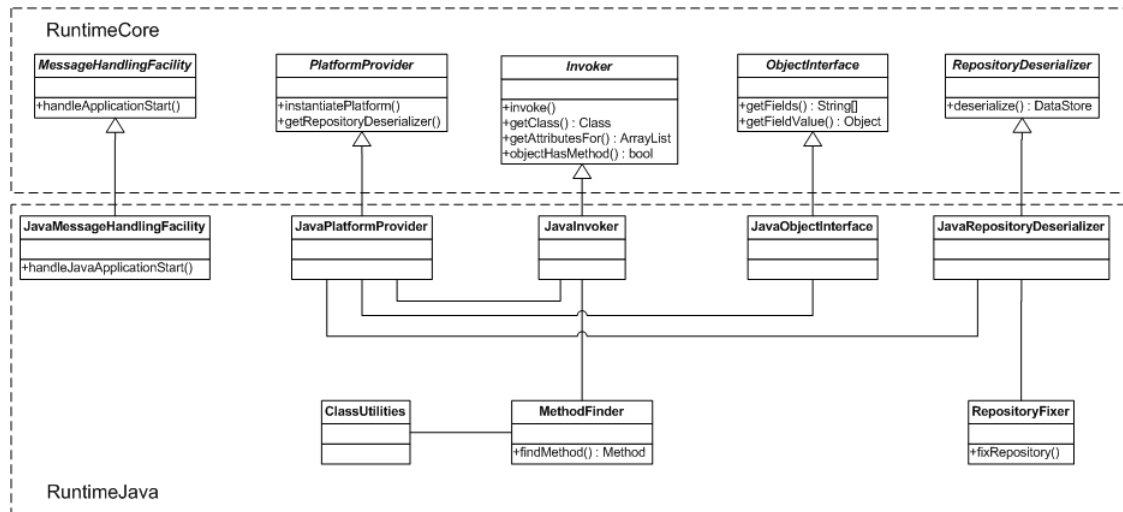 RuntimeCore
MessageHandlingFacility
+handleApplicationStart()
PlatformProvider
+instantiatePlatform()
+getRepositoryDeserializer()
Invoker
+invoke()
+getClass() : Class
+getAttributesFor() : ArrayList
+objectHasMethod() : bool
ObjectInterface
+getFields() : String[]
+getFieldValue() : Object
RepositoryDeserializer
+deserialize() : DataStore
JavaMessageHandlingFacility
+handleJavaApplicationStart()
JavaPlatformProvider
JavaInvoker
JavaObjectInterface
JavaRepositoryDeserializer
ClassUtilities
MethodFinder
+findMethod() : Method
RepositoryFixer
+fixRepository()
RuntimeJava